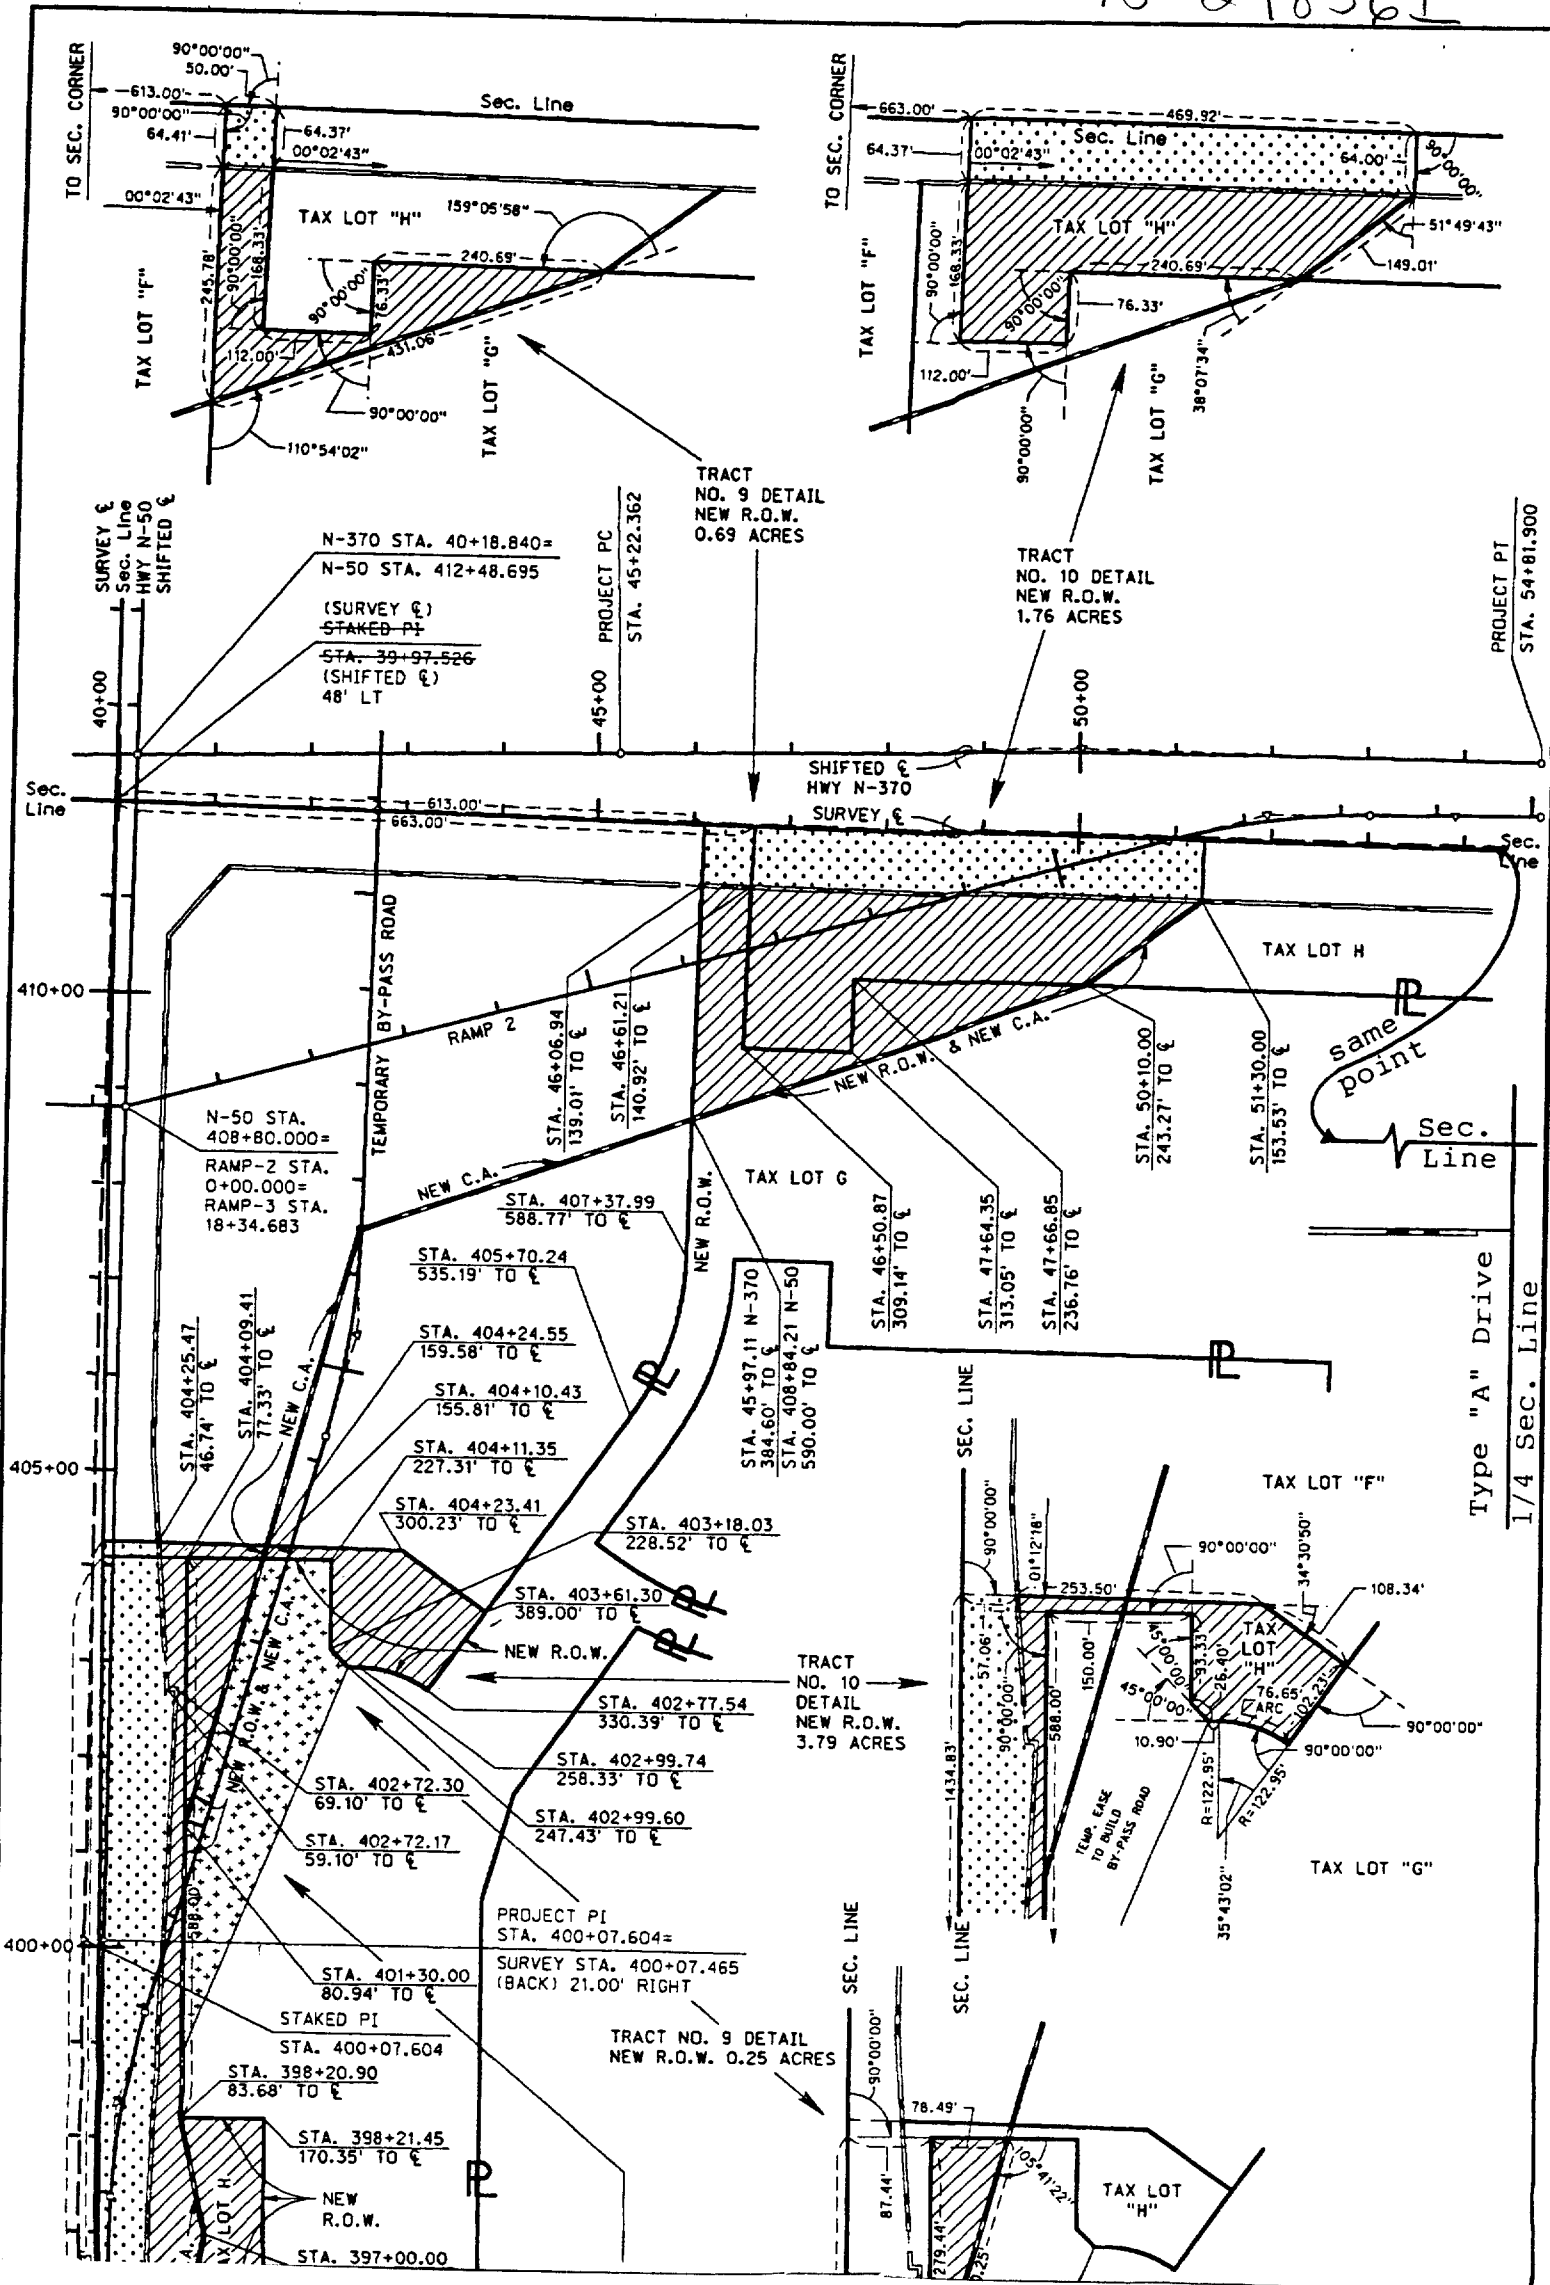 TO SEC. CORNER
90°00'00"
50.00'
613.00'
90°00'00"
64.41'
64.37'
00°02'43"
00°02'43"
Sec. Line
TAX LOT "H"
159°05'58"
240.69'
245.78'
90°00'00"
168.33'
90°00'00"
76.33'
112.00'
431.06'
90°00'00"
110°54'02"
TAX LOT "F"
TAX LOT "G"
TO SEC. CORNER
663.00'
469.92'
Sec. Line
64.37'
00°02'43"
64.00'
90°00'00"
TAX LOT "H"
51°49'43"
149.01'
240.69'
90°00'00"
168.33'
90°00'00"
76.33'
112.00'
90°00'00"
38°07'34"
TAX LOT "F"
TAX LOT "G"
TRACT
NO. 9 DETAIL
NEW R.O.W.
0.69 ACRES
TRACT
NO. 10 DETAIL
NEW R.O.W.
1.76 ACRES
SURVEY ℄
Sec. Line
HWY N-50
SHIFTED ℄
N-370 STA. 40+18.840=
N-50 STA. 412+48.695
(SURVEY ℄)
STAKED PI
STA. 39+97.526
(SHIFTED ℄)
48' LT
PROJECT PC
STA. 45+22.362
PROJECT PT
STA. 54+81.900
40+00
45+00
50+00
SHIFTED ℄
HWY N-370
SURVEY ℄
Sec.
Line
613.00'
663.00'
Sec.
Line
TEMPORARY BY-PASS ROAD
410+00
RAMP 2
STA. 46+06.94
139.01' TO ℄
STA. 46+61.21
140.92' TO ℄
NEW R.O.W. & NEW C.A.
TAX LOT H
PL
same
point
STA. 50+10.00
243.27' TO ℄
STA. 51+30.00
153.53' TO ℄
Sec.
Line
N-50 STA.
408+80.000=
RAMP-2 STA.
0+00.000=
RAMP-3 STA.
18+34.683
NEW C.A.
NEW R.O.W.
TAX LOT G
STA. 407+37.99
588.77' TO ℄
STA. 405+70.24
535.19' TO ℄
STA. 46+50.87
309.14' TO ℄
STA. 47+64.35
313.05' TO ℄
STA. 47+66.85
236.76' TO ℄
STA. 45+97.11 N-370
384.60' TO ℄
STA. 408+84.21 N-50
590.00' TO ℄
PL
PL
Type "A" Drive
1/4 Sec. Line
STA. 404+25.47
46.74' TO ℄
STA. 404+09.41
77.33' TO ℄
NEW C.A.
STA. 404+24.55
159.58' TO ℄
STA. 404+10.43
155.81' TO ℄
STA. 404+11.35
227.31' TO ℄
STA. 404+23.41
300.23' TO ℄
405+00
STA. 403+18.03
228.52' TO ℄
STA. 403+61.30
389.00' TO ℄
PL
PL
NEW R.O.W.
NEW R.O.W. & NEW C.A.
TRACT
NO. 10
DETAIL
NEW R.O.W.
3.79 ACRES
STA. 402+77.54
330.39' TO ℄
STA. 402+99.74
258.33' TO ℄
STA. 402+72.30
69.10' TO ℄
STA. 402+99.60
247.43' TO ℄
STA. 402+72.17
59.10' TO ℄
588.00'
SEC. LINE
90°00'00"
01°12'18"
TAX LOT "F"
90°00'00"
34°30'50"
253.50'
108.34'
57.06'
150.00'
45°00'00"
93.33'
TAX
LOT
"H"
26.40'
45°00'00"
76.65'
ARC
102.23'
90°00'00"
90°00'00"
10.90'
90°00'00"
588.00'
1434.83'
R=122.95'
R=122.95'
TEMP. EASE
TO BUILD
BY-PASS ROAD
35°43'02"
TAX LOT "G"
SEC. LINE
400+00
PROJECT PI
STA. 400+07.604=
SURVEY STA. 400+07.465
(BACK) 21.00' RIGHT
STA. 401+30.00
80.94' TO ℄
STAKED PI
STA. 400+07.604
TRACT NO. 9 DETAIL
NEW R.O.W. 0.25 ACRES
STA. 398+20.90
83.68' TO ℄
STA. 398+21.45
170.35' TO ℄
PL
NEW
R.O.W.
STA. 397+00.00
SEC. LINE
90°00'00"
78.49'
105°41'22"
87.44'
279.44'
TAX LOT
"H"